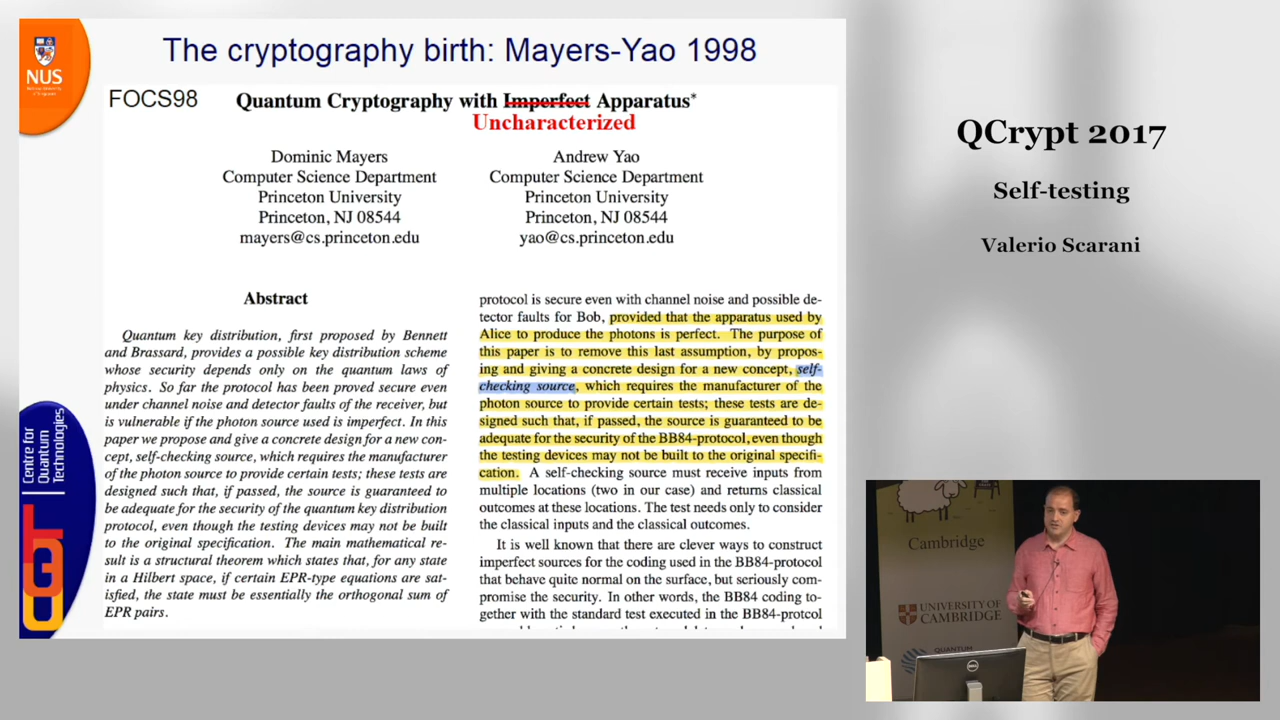 The cryptography birth: Mayers-Yao 1998
NUS
FOCS98
Quantum Cryptography with Imperfect Apparatus*
Uncharacterized
Dominic Mayers
Computer Science Department
Princeton University
Princeton, NJ 08544
mayers@cs.princeton.edu
Andrew Yao
Computer Science Department
Princeton University
Princeton, NJ 08544
yao@cs.princeton.edu
Abstract
Quantum key distribution, first proposed by Bennett
and Brassard, provides a possible key distribution scheme
whose security depends only on the quantum laws of
physics. So far the protocol has been proved secure even
under channel noise and detector faults of the receiver, but
is vulnerable if the photon source used is imperfect. In this
paper we propose and give a concrete design for a new con-
cept, self-checking source, which requires the manufacturer
of the photon source to provide certain tests; these tests are
designed such that, if passed, the source is guaranteed to
be adequate for the security of the quantum key distribution
protocol, even though the testing devices may not be built
to the original specification. The main mathematical re-
sult is a structural theorem which states that, for any state
in a Hilbert space, if certain EPR-type equations are sat-
isfied, the state must be essentially the orthogonal sum of
EPR pairs.
protocol is secure even with channel noise and possible de-
tector faults for Bob, provided that the apparatus used by
Alice to produce the photons is perfect. The purpose of
this paper is to remove this last assumption, by propos-
ing and giving a concrete design for a new concept, self-
checking source, which requires the manufacturer of the
photon source to provide certain tests; these tests are de-
signed such that, if passed, the source is guaranteed to be
adequate for the security of the BB84-protocol, even though
the testing devices may not be built to the original specifi-
cation. A self-checking source must receive inputs from
multiple locations (two in our case) and returns classical
outcomes at these locations. The test needs only to consider
the classical inputs and the classical outcomes.
It is well known that there are clever ways to construct
imperfect sources for the coding used in the BB84-protocol
that behave quite normal on the surface, but seriously com-
promise the security. In other words, the BB84 coding to-
gether with the standard test executed in the BB84-protcol
Centre for
Quantum
Technologies
CQT
QCrypt 2017
Self-testing
Valerio Scarani
Cambridge
UNIVERSITY OF
CAMBRIDGE
QUANTUM
DELL